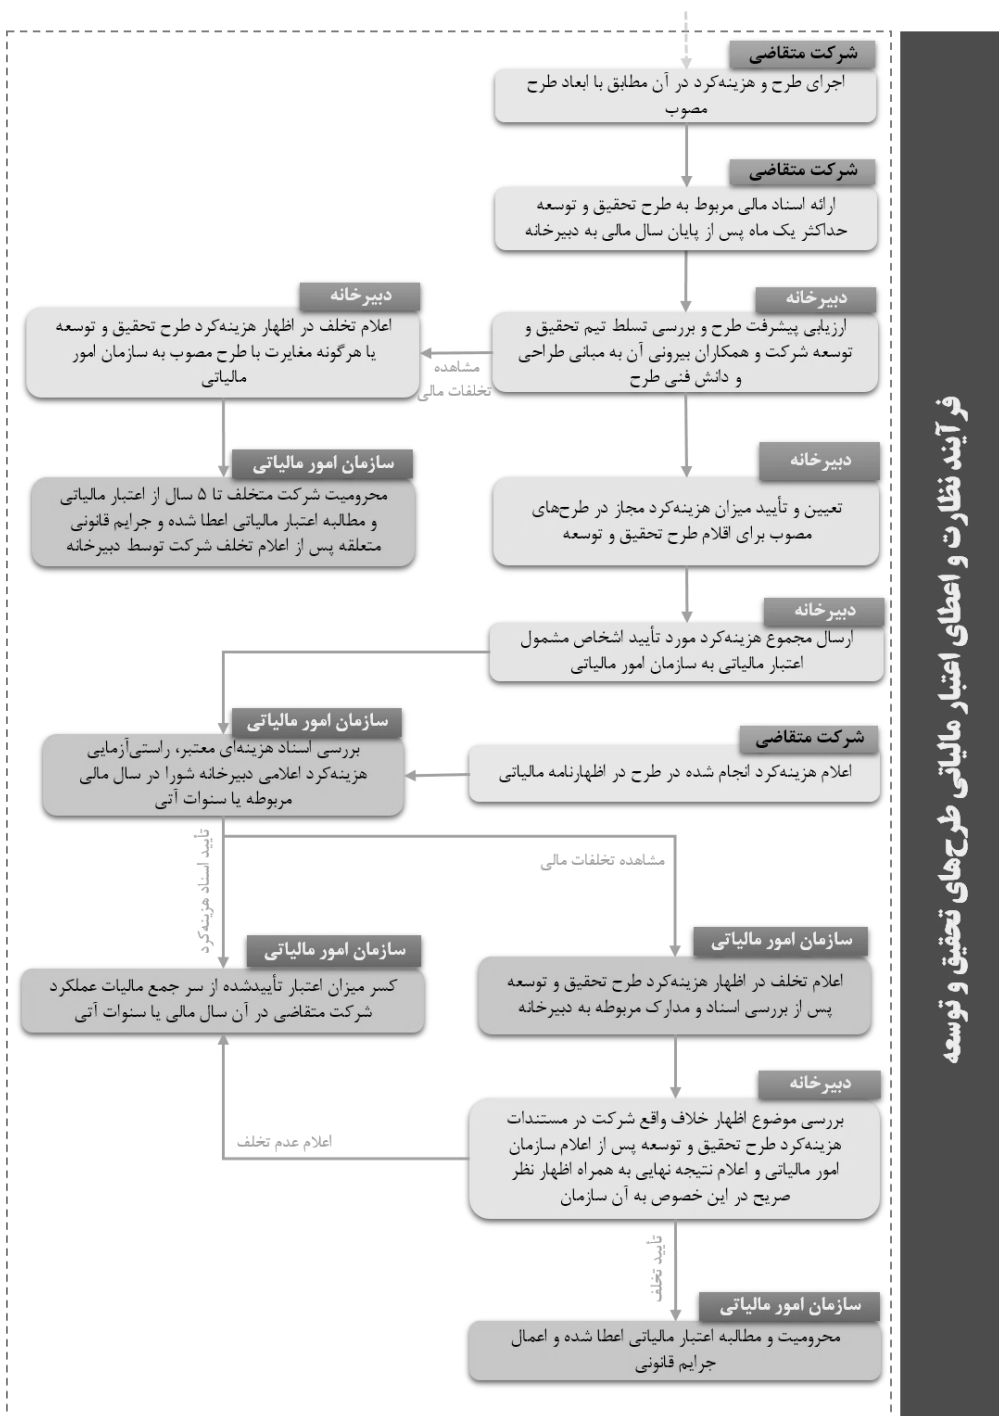 فرآیند نظارت و اعطای اعتبار مالیاتی طرح‌های تحقیق و توسعه
شرکت متقاضی
اجرای طرح و هزینه‌کرد در آن مطابق با ابعاد طرح
مصوب
شرکت متقاضی
ارائه اسناد مالی مربوط به طرح تحقیق و توسعه
حداکثر یک ماه پس از پایان سال مالی به دبیرخانه
دبیرخانه
ارزیابی پیشرفت طرح و بررسی تسلط تیم تحقیق و
توسعه شرکت و همکاران بیرونی آن به مبانی طراحی
و دانش فنی طرح
مشاهده
تخلفات مالی
دبیرخانه
اعلام تخلف در اظهار هزینه‌کرد طرح تحقیق و توسعه
یا هرگونه مغایرت با طرح مصوب به سازمان امور
مالیاتی
سازمان امور مالیاتی
محرومیت شرکت متخلف تا ۵ سال از اعتبار مالیاتی
و مطالبه اعتبار مالیاتی اعطا شده و جرایم قانونی
متعلقه پس از اعلام تخلف شرکت توسط دبیرخانه
دبیرخانه
تعیین و تأیید میزان هزینه‌کرد مجاز در طرح‌های
مصوب برای اقلام طرح تحقیق و توسعه
دبیرخانه
ارسال مجموع هزینه‌کرد مورد تأیید اشخاص مشمول
اعتبار مالیاتی به سازمان امور مالیاتی
شرکت متقاضی
اعلام هزینه‌کرد انجام شده در طرح در اظهارنامه مالیاتی
سازمان امور مالیاتی
بررسی اسناد هزینه‌ای معتبر، راستی‌آزمایی
هزینه‌کرد اعلامی دبیرخانه شورا در سال مالی
مربوطه یا سنوات آتی
مشاهده تخلفات مالی
تأیید اسناد هزینه‌کرد
سازمان امور مالیاتی
اعلام تخلف در اظهار هزینه‌کرد طرح تحقیق و توسعه
پس از بررسی اسناد و مدارک مربوطه به دبیرخانه
سازمان امور مالیاتی
کسر میزان اعتبار تأییدشده از سر جمع مالیات عملکرد
شرکت متقاضی در آن سال مالی یا سنوات آتی
دبیرخانه
بررسی موضوع اظهار خلاف واقع شرکت در مستندات
هزینه‌کرد طرح تحقیق و توسعه پس از اعلام سازمان
امور مالیاتی و اعلام نتیجه نهایی به همراه اظهار نظر
صریح در این خصوص به آن سازمان
اعلام عدم تخلف
تأیید تخلف
سازمان امور مالیاتی
محرومیت و مطالبه اعتبار مالیاتی اعطا شده و اعمال
جرایم قانونی